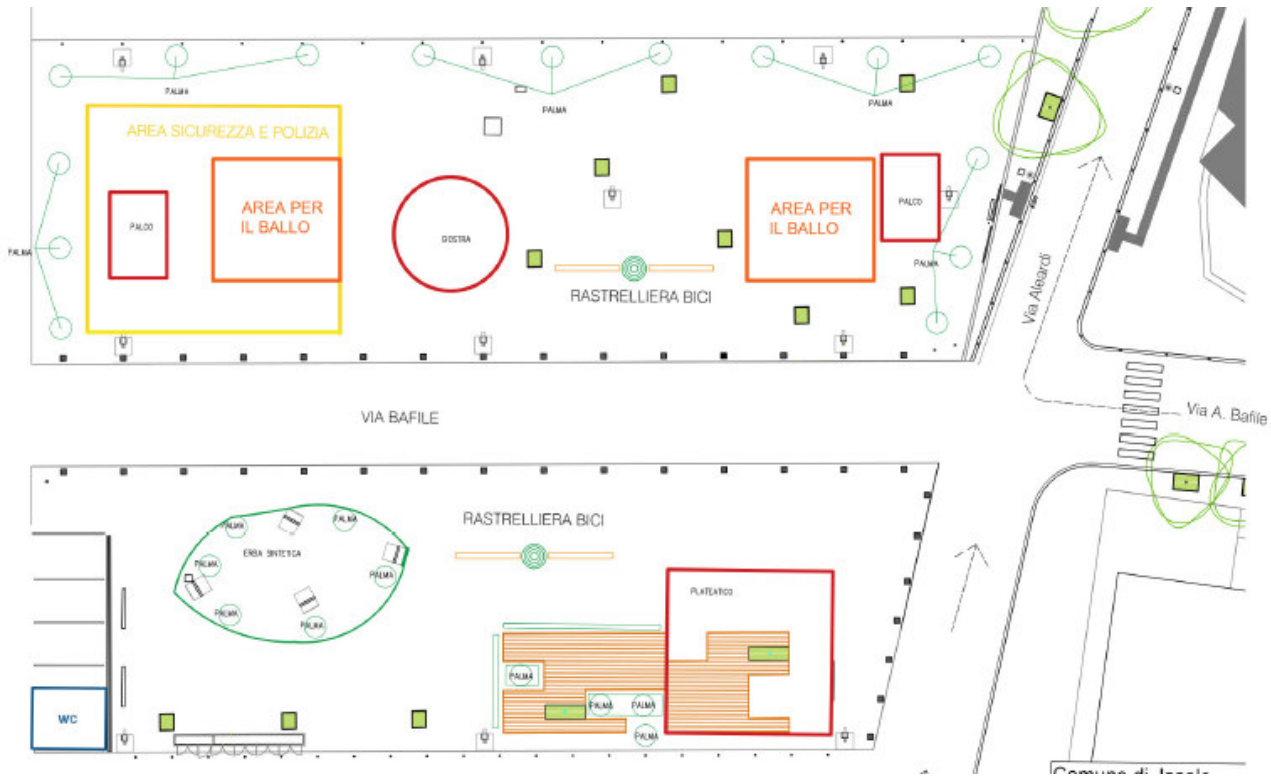 PALMA
PALMA
PALMA
AREA SICUREZZA E POLIZIA
PALCO
AREA PER
IL BALLO
GIOSTRA
AREA PER
IL BALLO
PALCO
PALMA
PALMA
RASTRELLIERA BICI
Via Aleardi
VIA BAFILE
Via A. Bafile
RASTRELLIERA BICI
PALMA
PALMA
ERBA SINTETICA
PALMA
PALMA
PALMA
PALMA
PLATEATICO
PALMA
PALMA
PALMA
PALMA
WC
Comune di Jesolo